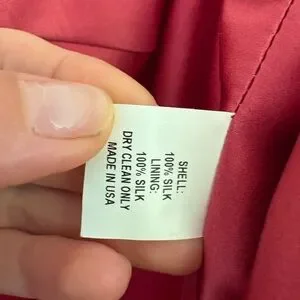 SHELL:
100% SILK
LINING:
100% SILK
DRY CLEAN ONLY
MADE IN USA